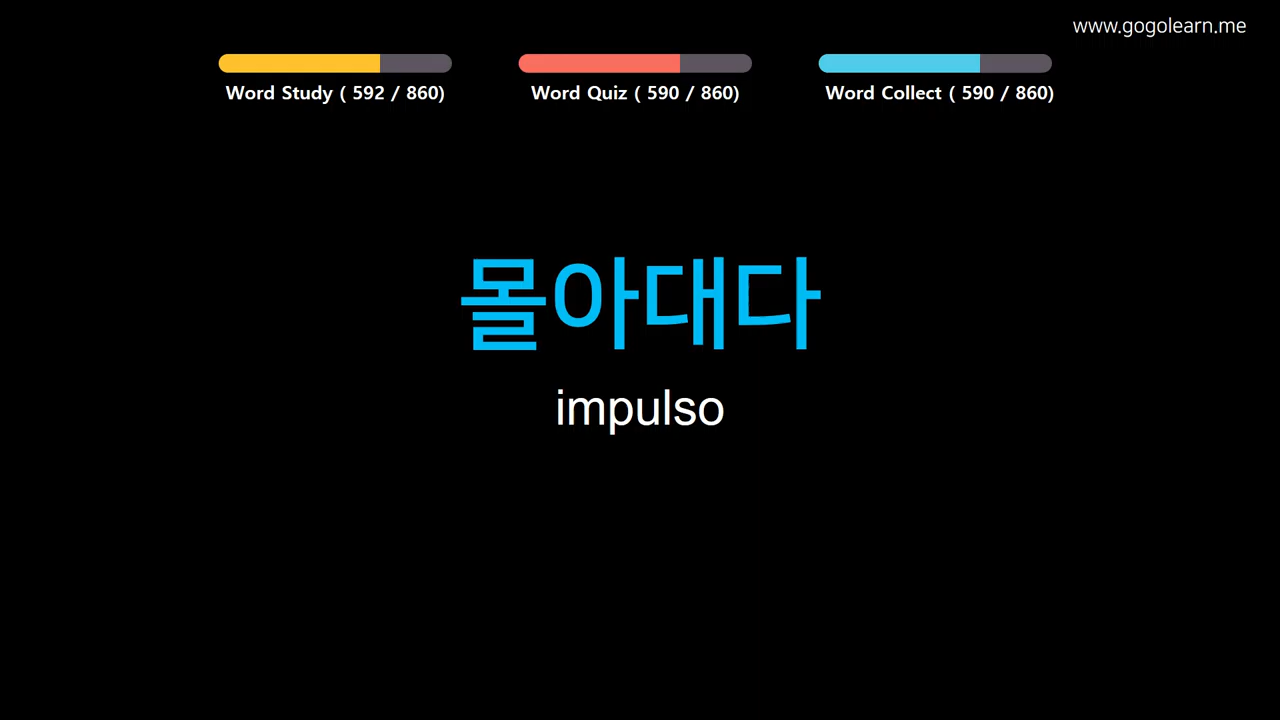 www.gogolearn.me
Word Study ( 592 / 860)
Word Quiz ( 590 / 860)
Word Collect ( 590 / 860)
몰아대다
impulso